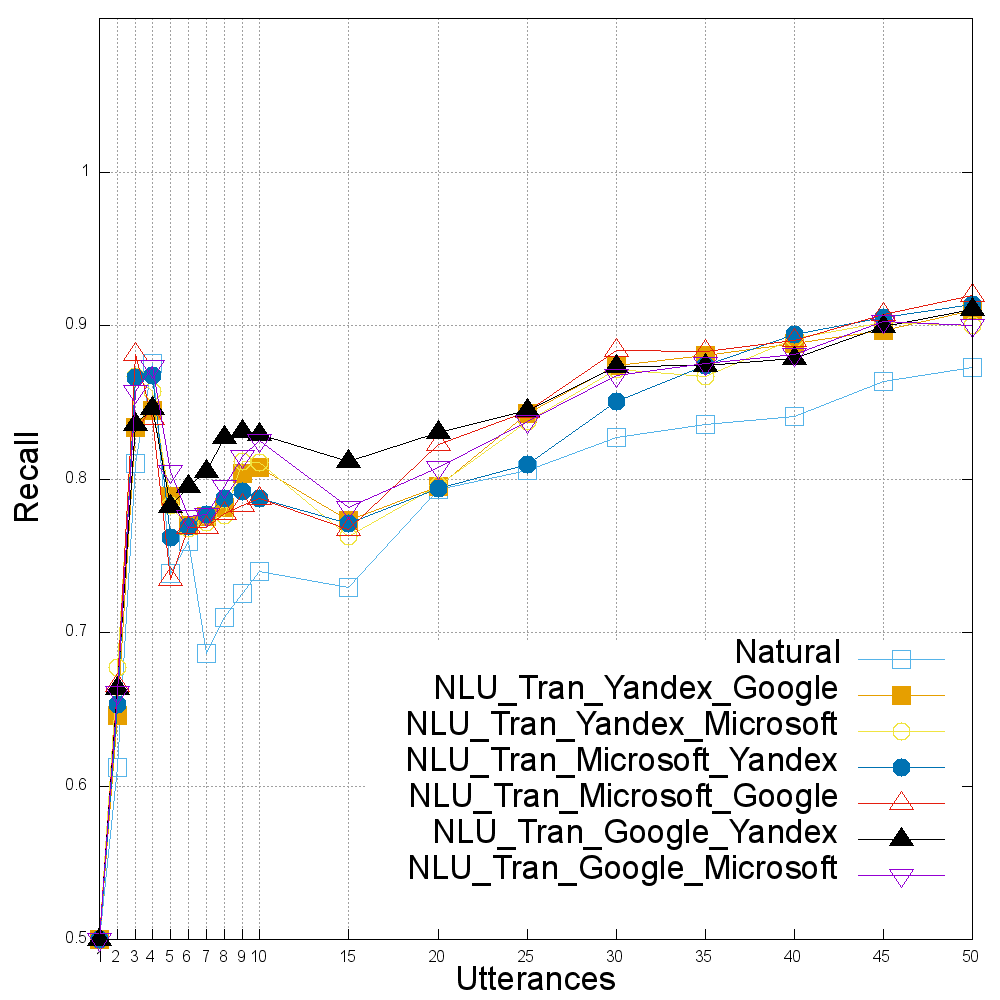 1
0.9
0.8
0.7
0.6
0.5
Recall
Natural
NLU_Tran_Yandex_Google
NLU_Tran_Yandex_Microsoft
NLU_Tran_Microsoft_Yandex
NLU_Tran_Microsoft_Google
NLU_Tran_Google_Yandex
NLU_Tran_Google_Microsoft
1 2 3 4 5 6 7 8 9 10 15 20 25 30 35 40 45 50
Utterances